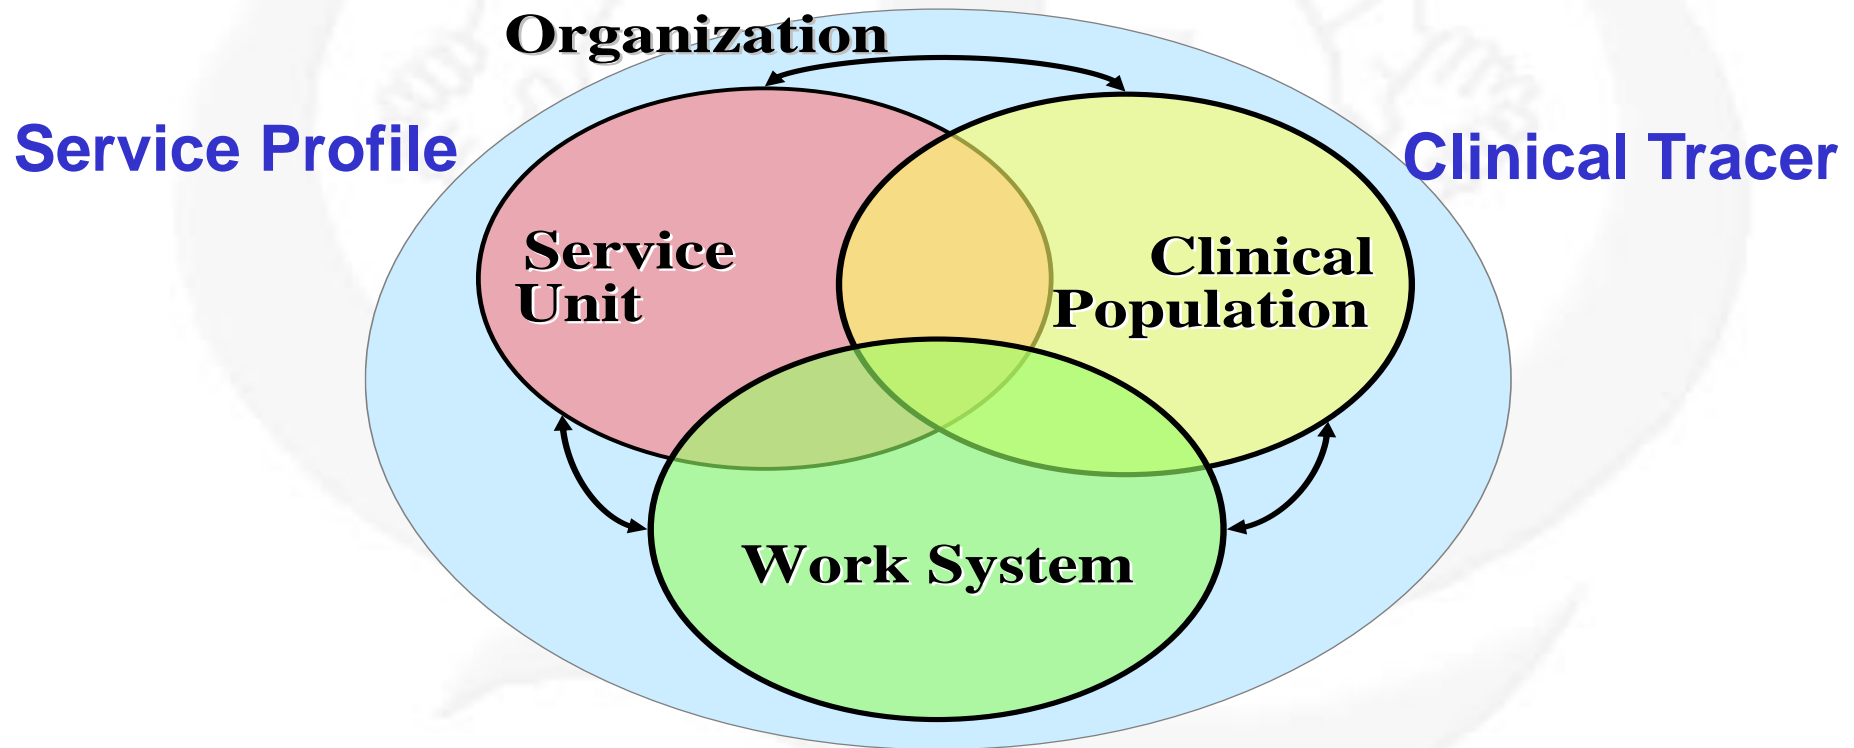 Organization
Service Profile
Clinical Tracer
Service
Unit
Clinical
Population
Work System